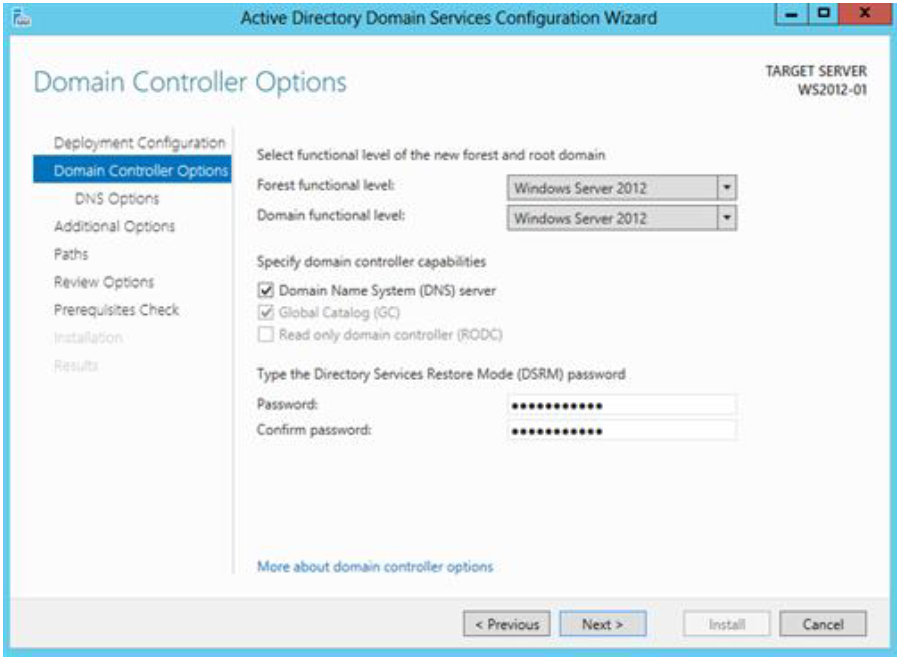 Active Directory Domain Services Configuration Wizard
Domain Controller Options
TARGET SERVER
WS2012-01
Deployment Configuration
Domain Controller Options
DNS Options
Additional Options
Paths
Review Options
Prerequisites Check
Installation
Results
Select functional level of the new forest and root domain
Forest functional level: Windows Server 2012
Domain functional level: Windows Server 2012
Specify domain controller capabilities
Domain Name System (DNS) server
Global Catalog (GC)
Read only domain controller (RODC)
Type the Directory Services Restore Mode (DSRM) password
Password: •••••••••••
Confirm password: •••••••••••
More about domain controller options
< Previous Next > Install Cancel